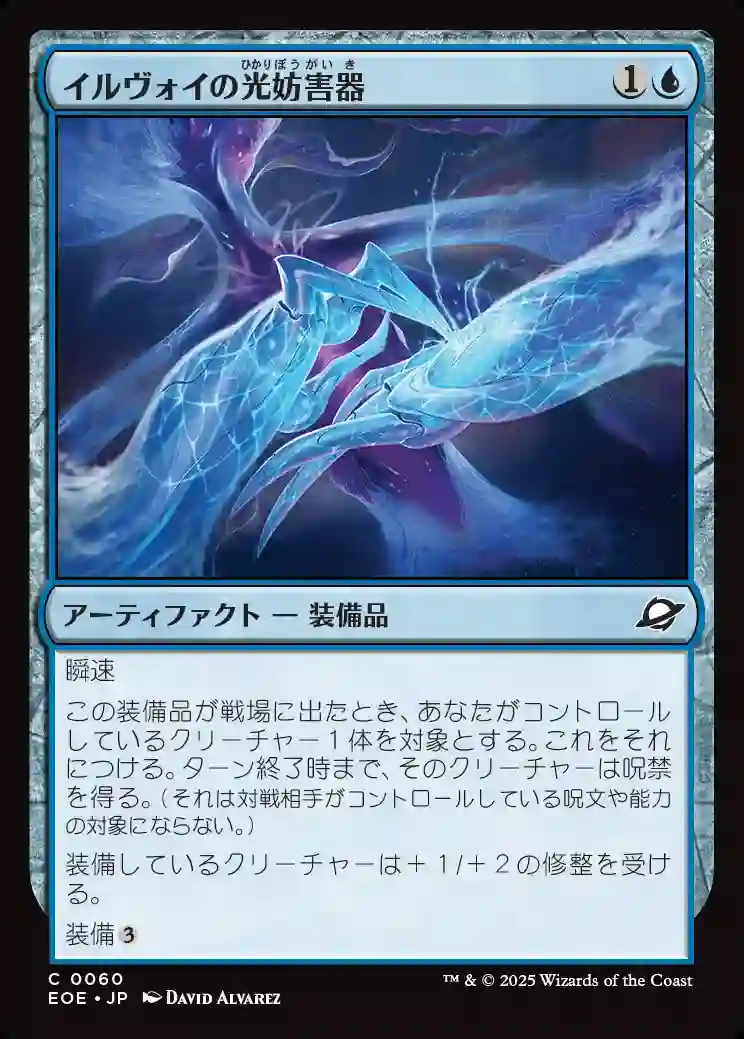 ひかりぼうがいき
イルヴォイの光妨害器
1
アーティファクト — 装備品
瞬速
この装備品が戦場に出たとき、あなたがコントロール
しているクリーチャー1体を対象とする。これをそれ
につける。ターン終了時まで、そのクリーチャーは呪禁
を得る。(それは対戦相手がコントロールしている呪文や能力
の対象にならない。)
装備しているクリーチャーは+1/+2の修整を受け
る。
装備3
C 0060
EOE • JP DAVID ALVAREZ
™ & © 2025 Wizards of the Coast